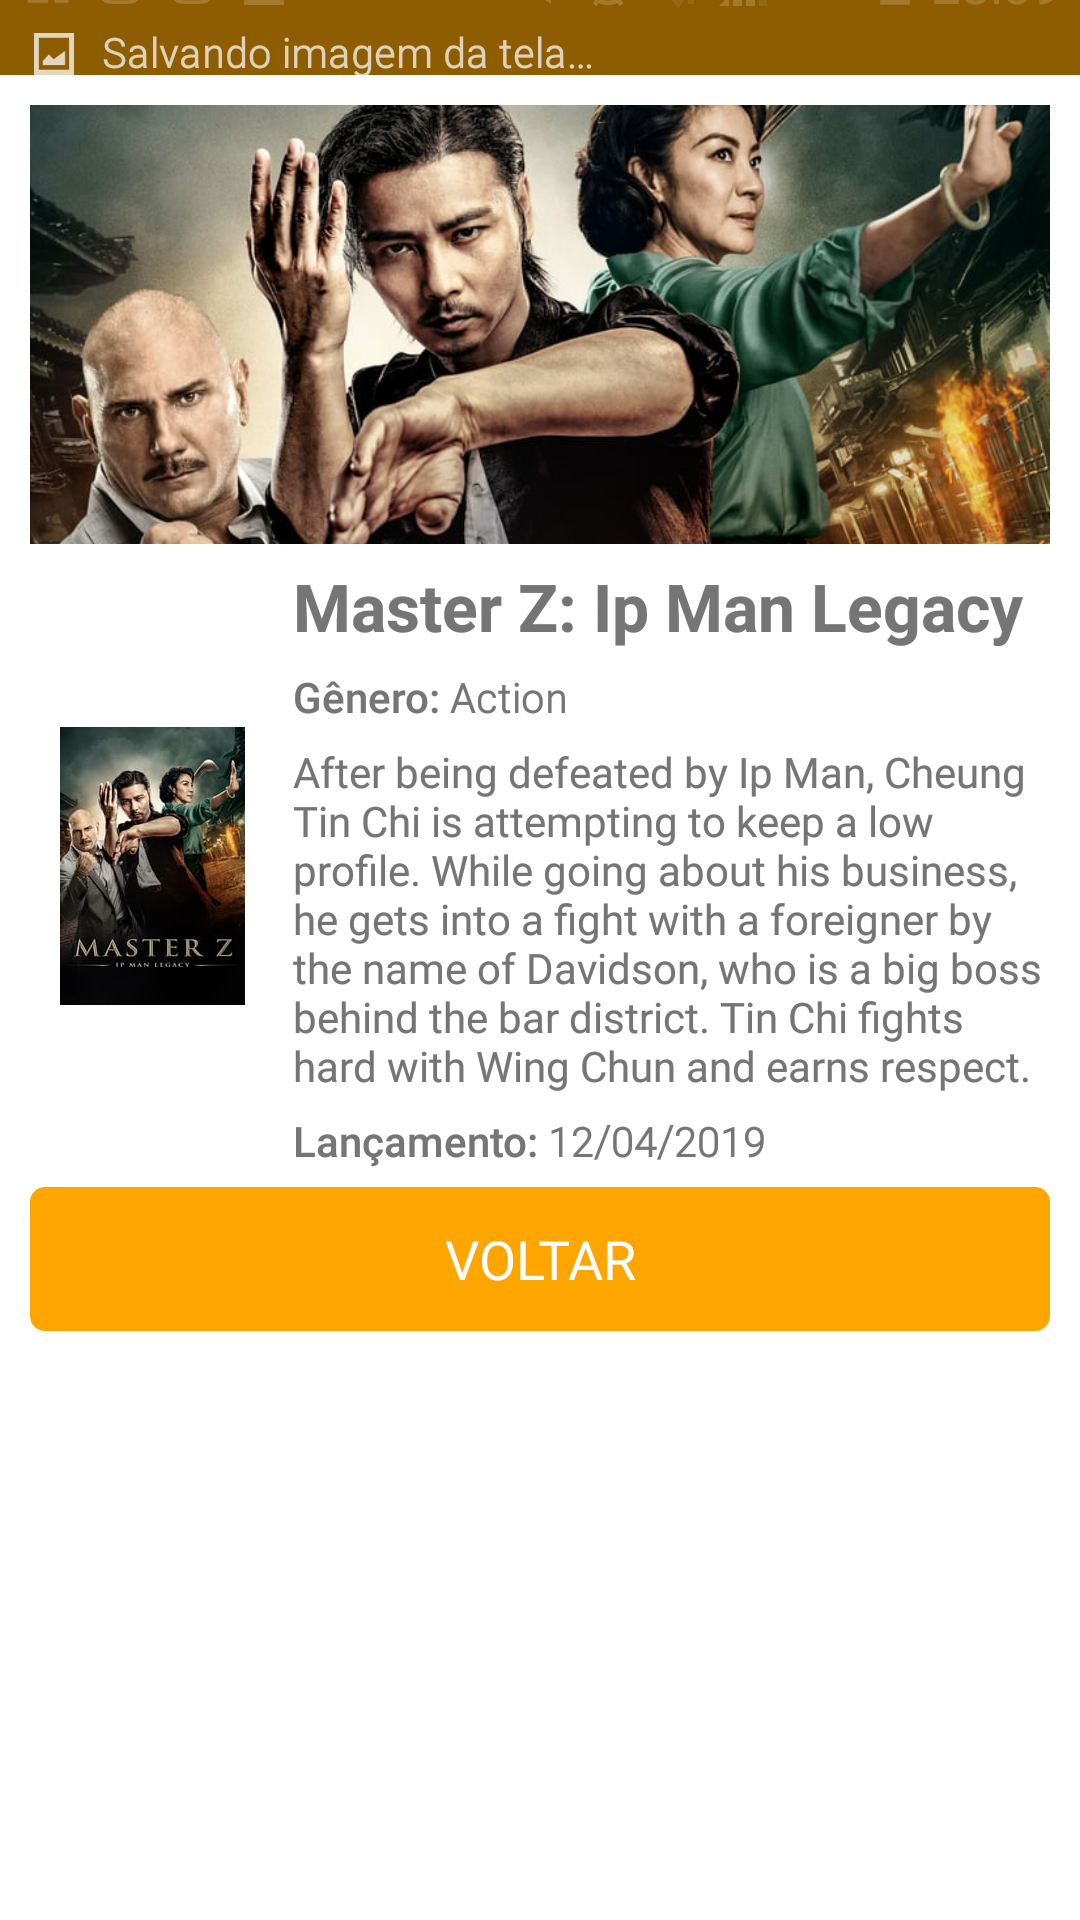 Salvando imagem da tela...
Master Z: Ip Man Legacy
Gênero: Action
After being defeated by Ip Man, Cheung
Tin Chi is attempting to keep a low
profile. While going about his business,
he gets into a fight with a foreigner by
the name of Davidson, who is a big boss
behind the bar district. Tin Chi fights
hard with Wing Chun and earns respect.
MASTER Z
IP MAN LEGACY
Lançamento: 12/04/2019
VOLTAR